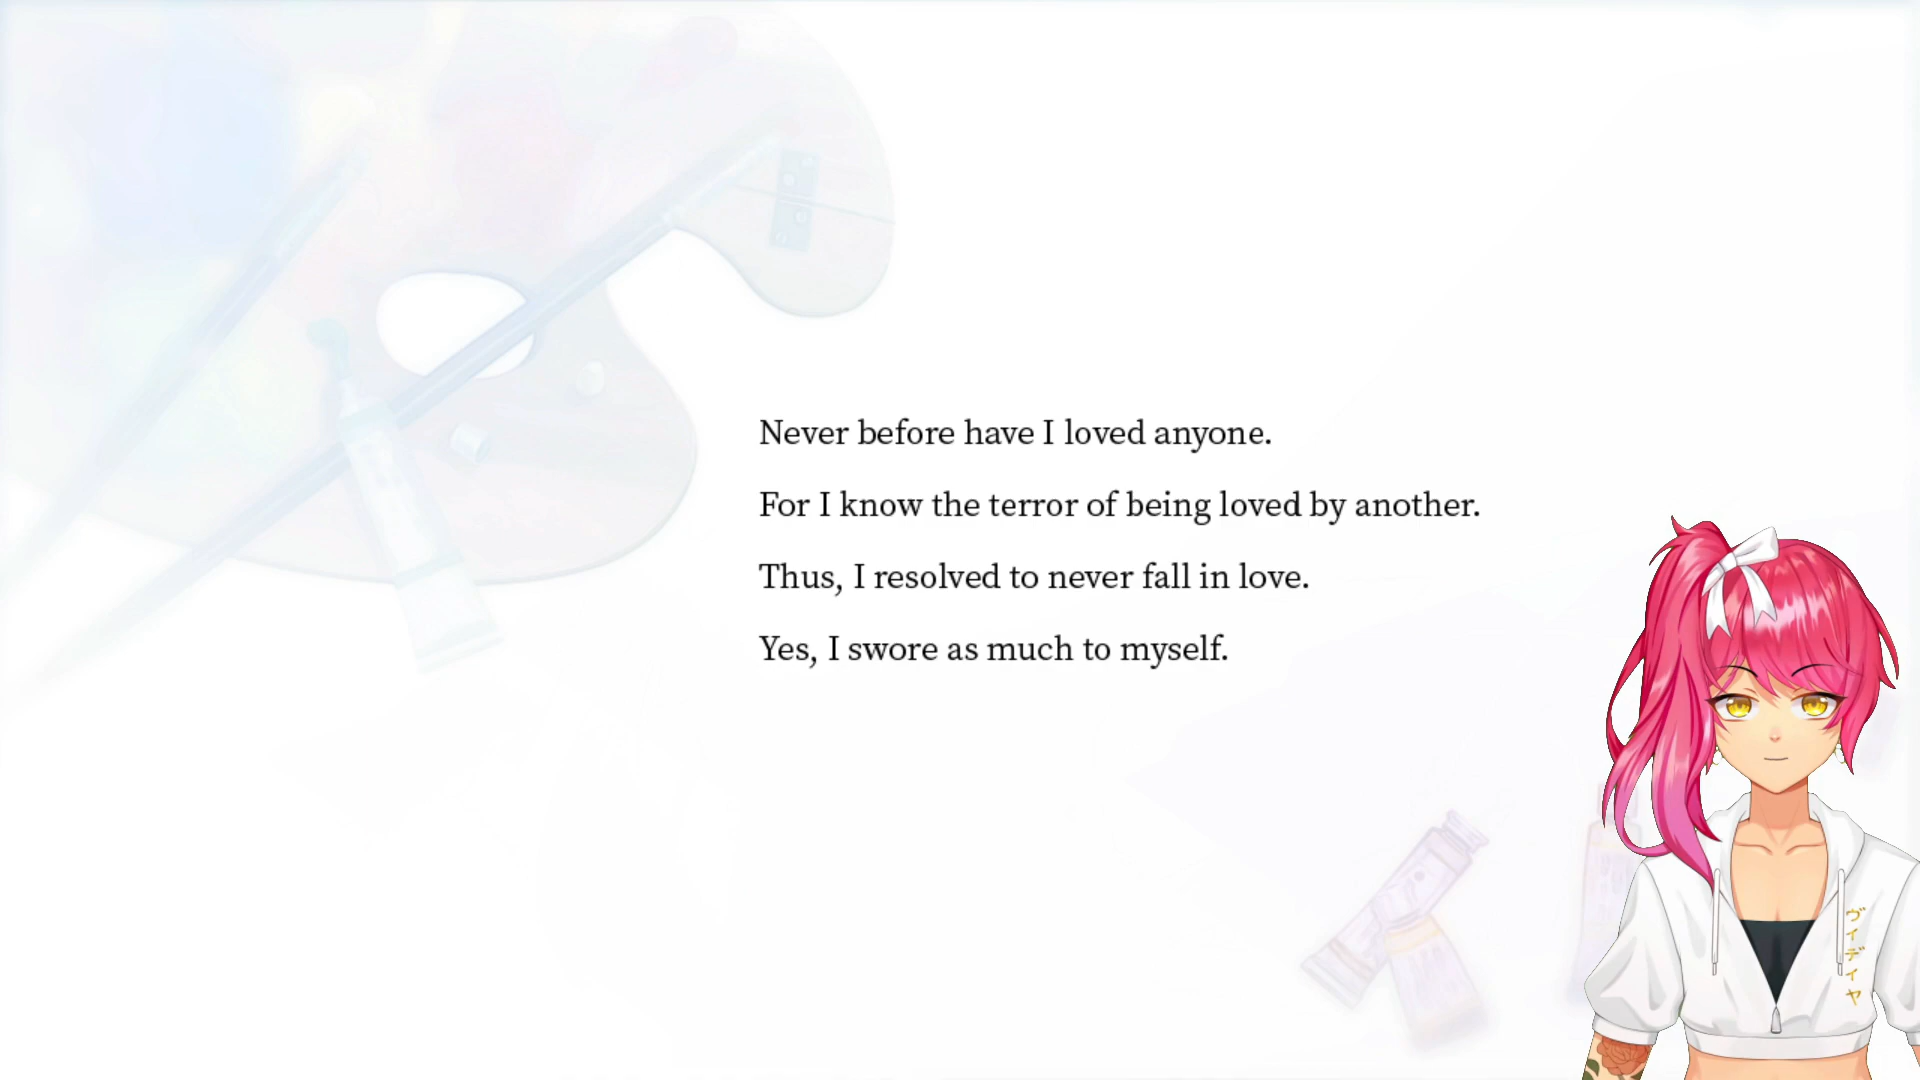 Never before have I loved anyone.
For I know the terror of being loved by another.
Thus, I resolved to never fall in love.
Yes, I swore as much to myself.
ヴィディヤ